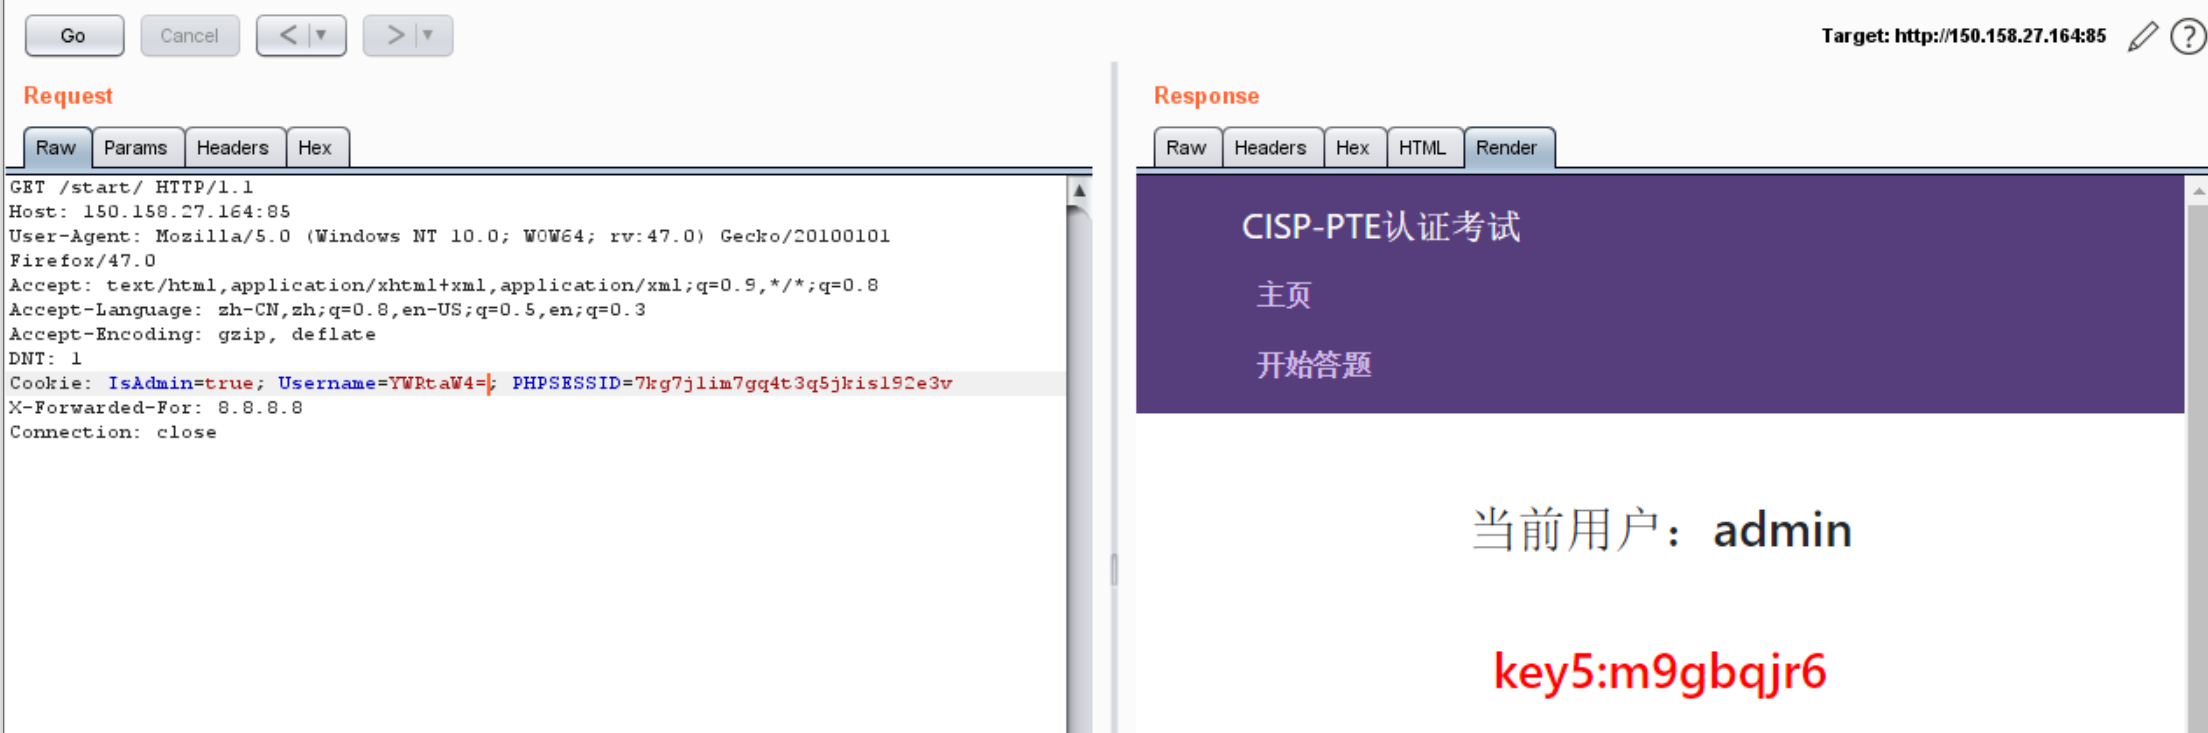 Go Cancel < > Target: http://150.158.27.164:85 ?
Request
Raw Params Headers Hex
GET /start/ HTTP/1.1
Host: 150.158.27.164:85
User-Agent: Mozilla/5.0 (Windows NT 10.0; WOW64; rv:47.0) Gecko/20100101
Firefox/47.0
Accept: text/html,application/xhtml+xml,application/xml;q=0.9,*/*;q=0.8
Accept-Language: zh-CN,zh;q=0.8,en-US;q=0.5,en;q=0.3
Accept-Encoding: gzip, deflate
DNT: 1
Cookie: IsAdmin=true; Username=YWRtaW4=; PHPSESSID=7kg7jlim7gq4t3q5jkisl92e3v
X-Forwarded-For: 8.8.8.8
Connection: close
Response
Raw Headers Hex HTML Render
CISP-PTE认证考试
主页
开始答题
当前用户：admin
key5:m9gbqjr6